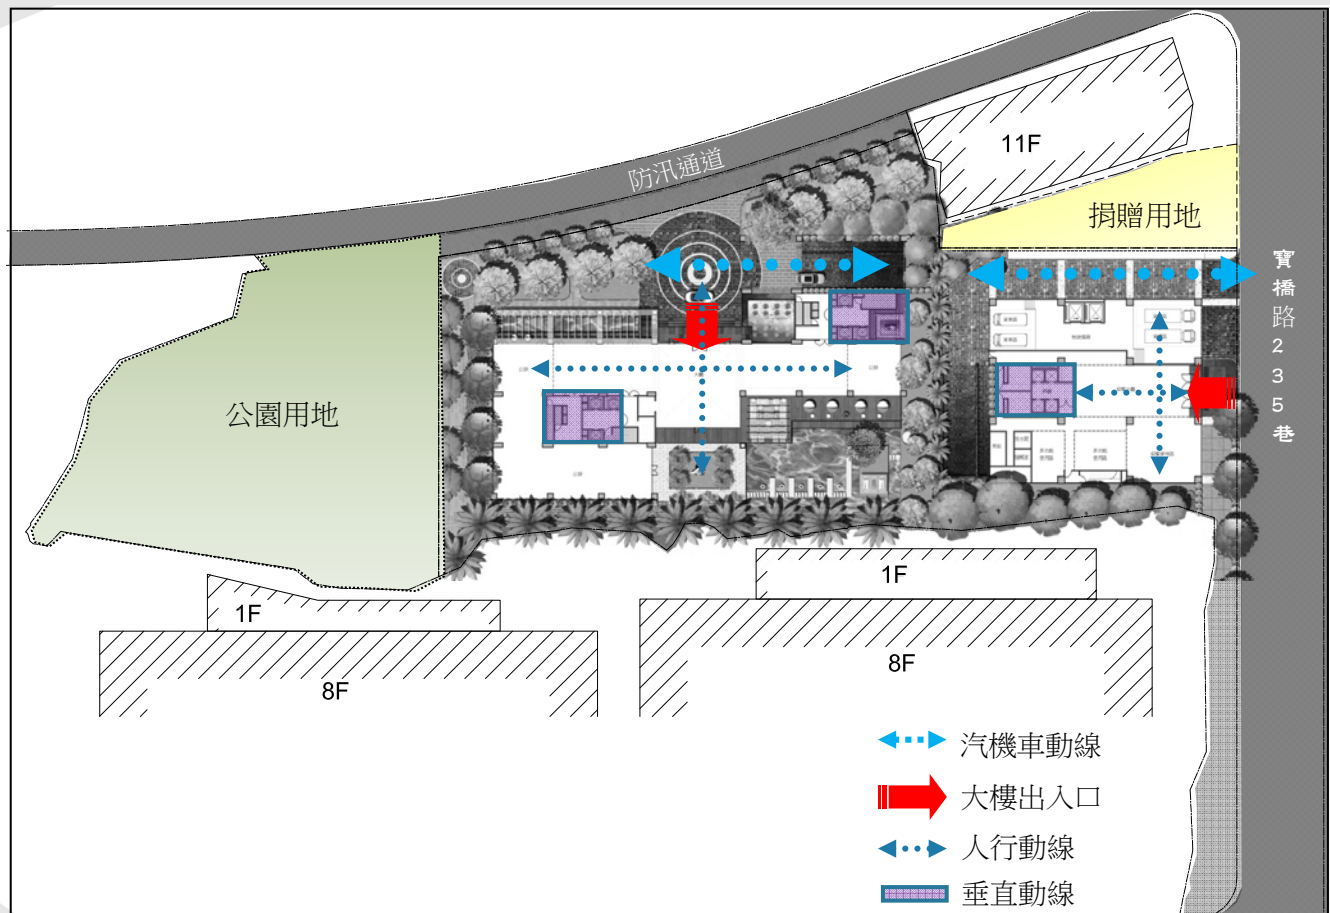 11F
防汛通道
捐贈用地
寶橋路235巷
公園用地
大廳
1F
1F
8F
8F
汽機車動線
大樓出入口
人行動線
垂直動線